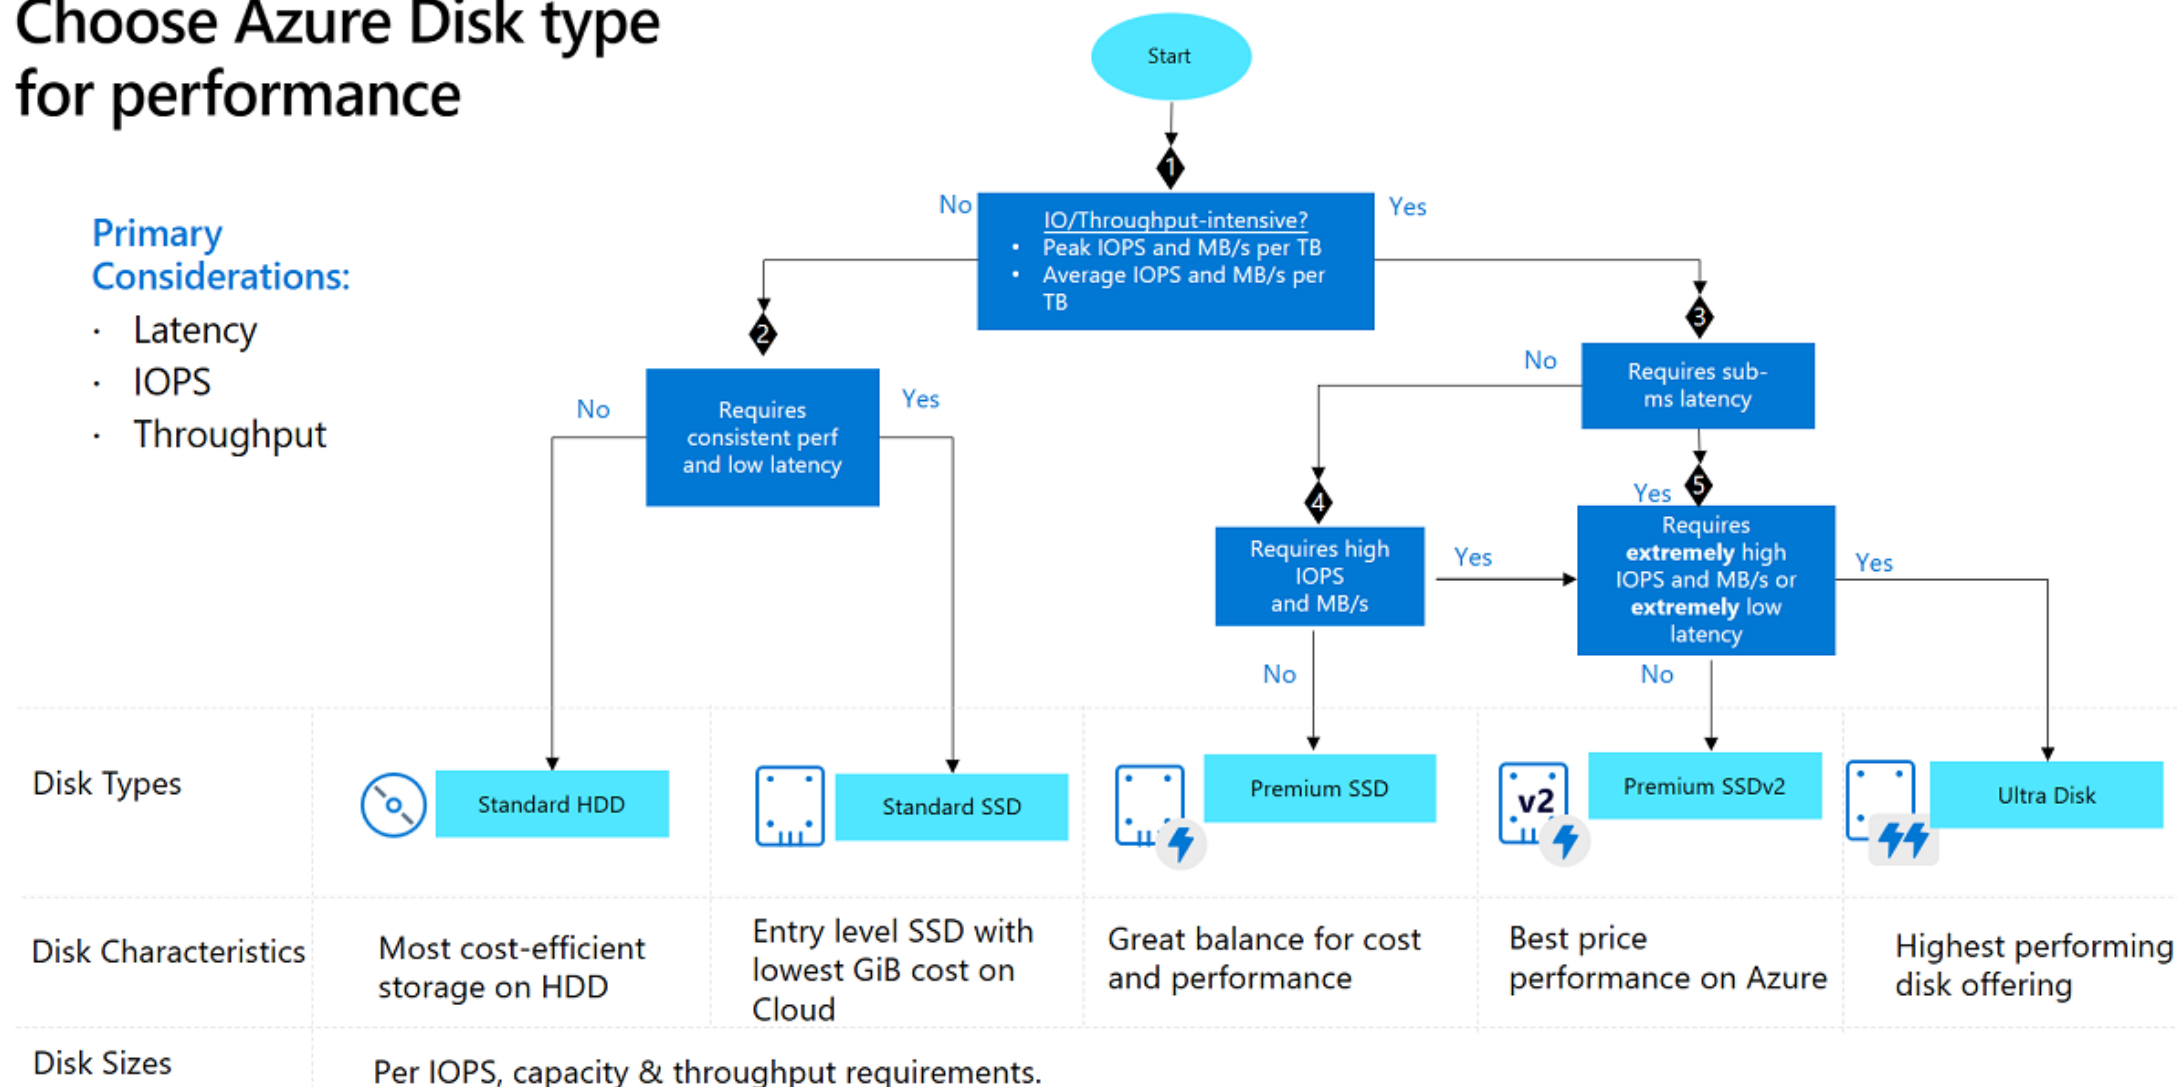 Choose Azure Disk type
for performance
Start
1
No
Yes
IO/Throughput-intensive?
• Peak IOPS and MB/s per TB
• Average IOPS and MB/s per
TB
Primary
Considerations:
· Latency
· IOPS
· Throughput
2
3
No
Requires sub-
ms latency
No
Yes
Requires
consistent perf
and low latency
4
Yes
5
Requires high
IOPS
and MB/s
Yes
Requires
extremely high
IOPS and MB/s or
extremely low
latency
Yes
No
No
Disk Types
Standard HDD
Standard SSD
Premium SSD
v2
Premium SSDv2
Ultra Disk
Disk Characteristics
Most cost-efficient
storage on HDD
Entry level SSD with
lowest GiB cost on
Cloud
Great balance for cost
and performance
Best price
performance on Azure
Highest performing
disk offering
Disk Sizes
Per IOPS, capacity & throughput requirements.